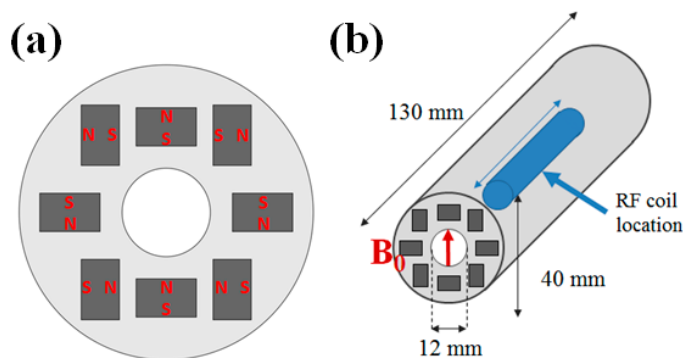 (a)
N S
N
S
S N
S
N
S
N
S N
N
S
N S
(b)
130 mm
RF coil
location
B0
40 mm
12 mm